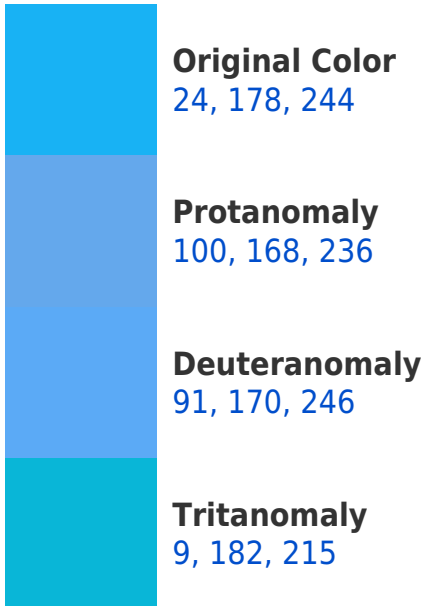 Original Color
24, 178, 244
Protanomaly
100, 168, 236
Deuteranomaly
91, 170, 246
Tritanomaly
9, 182, 215